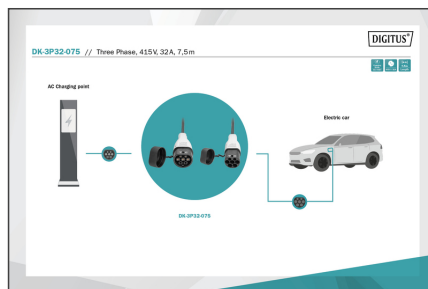 DIGITUS®
DK-3P32-075 // Three Phase, 415V, 32A, 7,5m
AC Charging point
Electric car
DK-3P32-075